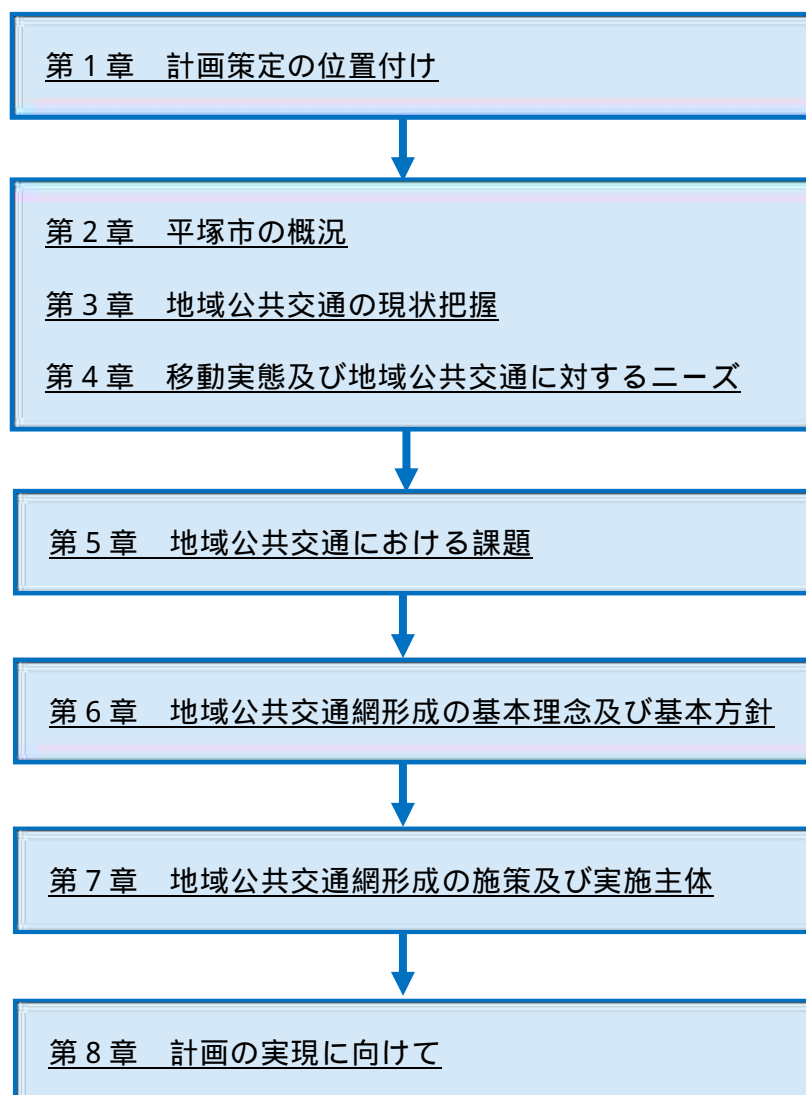 第1章　計画策定の位置付け
第2章　平塚市の概況
第3章　地域公共交通の現状把握
第4章　移動実態及び地域公共交通に対するニーズ
第5章　地域公共交通における課題
第6章　地域公共交通網形成の基本理念及び基本方針
第7章　地域公共交通網形成の施策及び実施主体
第8章　計画の実現に向けて